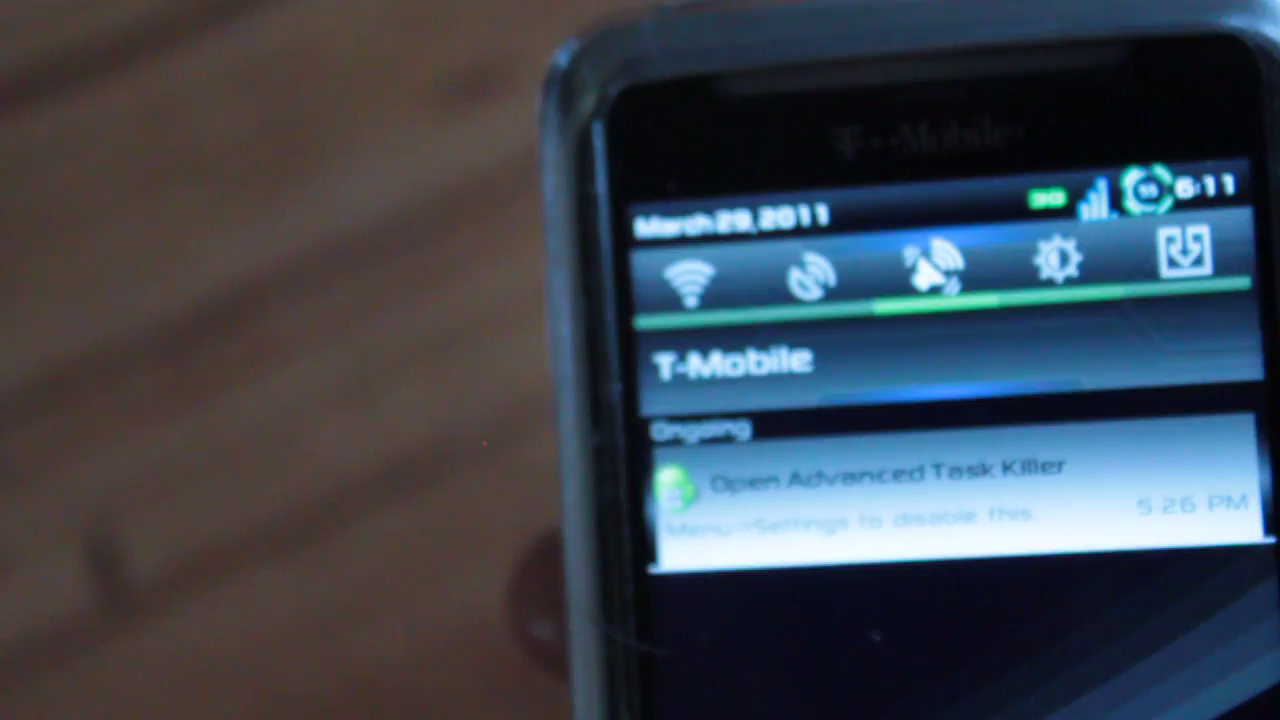 T-Mobile
March 29, 2011 3G 6:11
T-Mobile
Ongoing
Open Advanced Task Killer
Menu->Settings to disable this. 5:26 PM